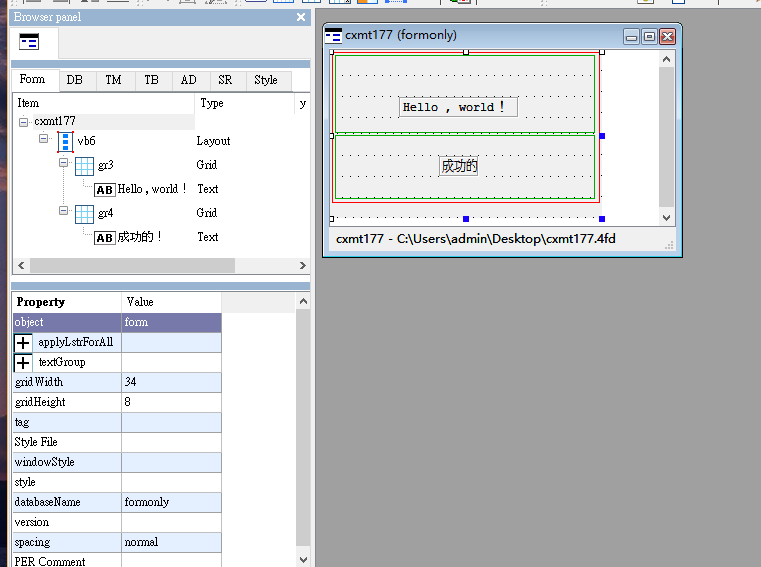 Browser panel
cxmt177 (formonly)
Form DB TM TB AD SR Style
Item Type y
cxmt177
vb6 Layout
gr3 Grid
AB Hello , world！ Text
gr4 Grid
AB 成功的！ Text
Hello , world！
成功的
cxmt177 - C:\Users\admin\Desktop\cxmt177.4fd
Property Value
object form
applyLstrForAll
textGroup
gridWidth 34
gridHeight 8
tag
Style File
windowStyle
style
databaseName formonly
version
spacing normal
PER Comment